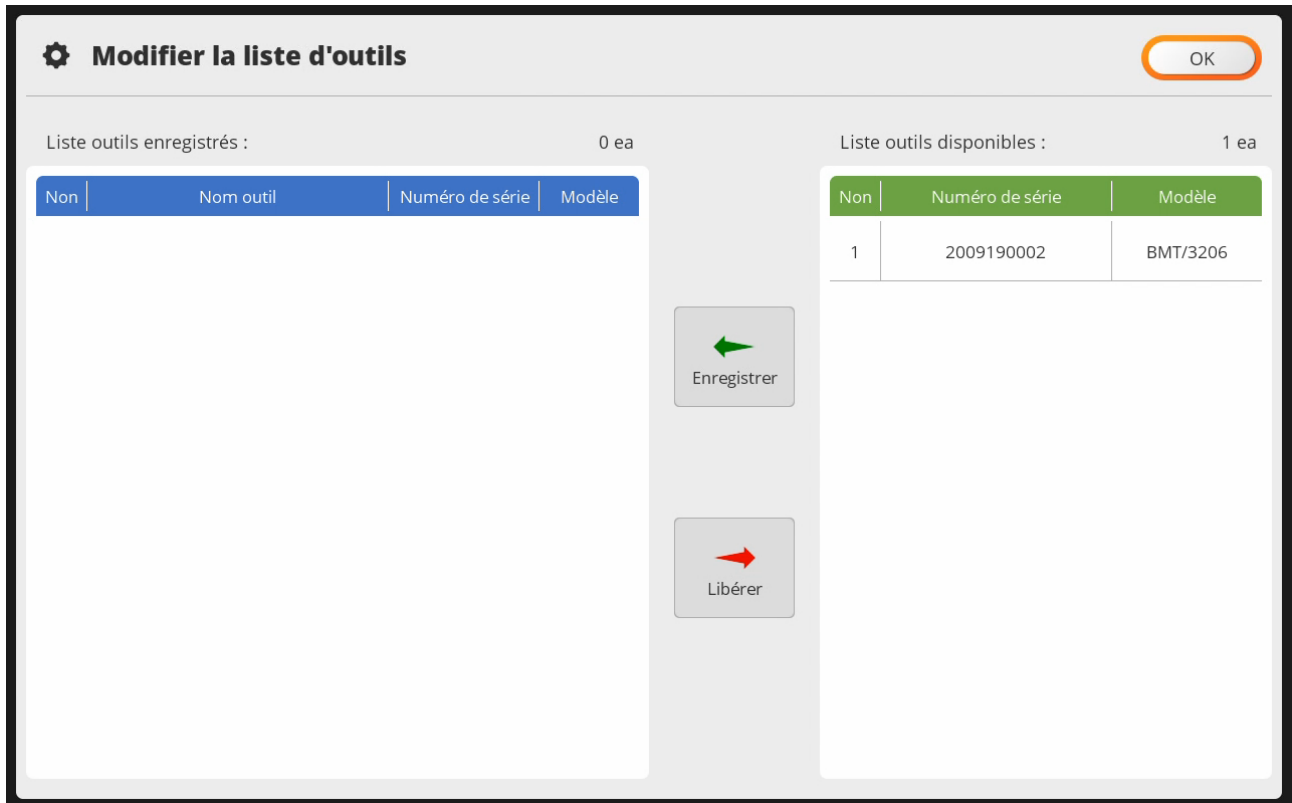 Modifier la liste d'outils
OK
Liste outils enregistrés : 0 ea
Liste outils disponibles : 1 ea
Non Nom outil Numéro de série Modèle
Non Numéro de série Modèle
1 2009190002 BMT/3206
Enregistrer
Libérer